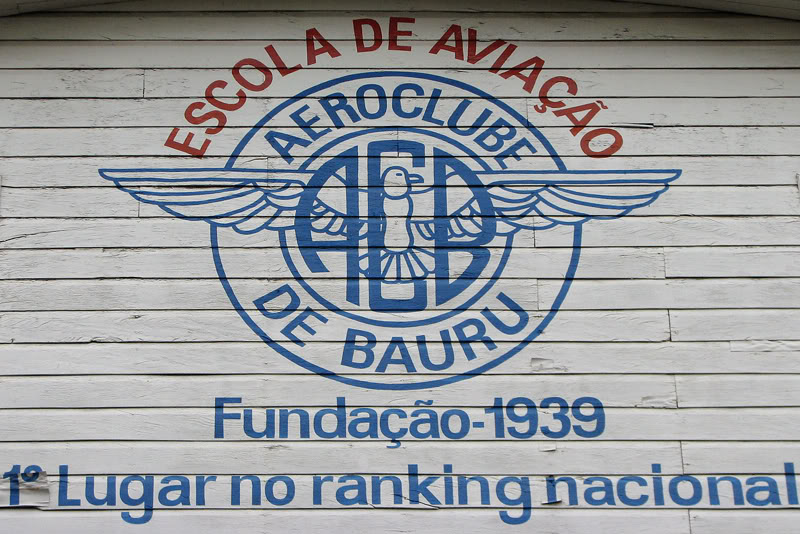 ESCOLA DE AVIAÇÃO
AEROCLUBE
ACB
DE BAURU
Fundação-1939
1º Lugar no ranking nacional